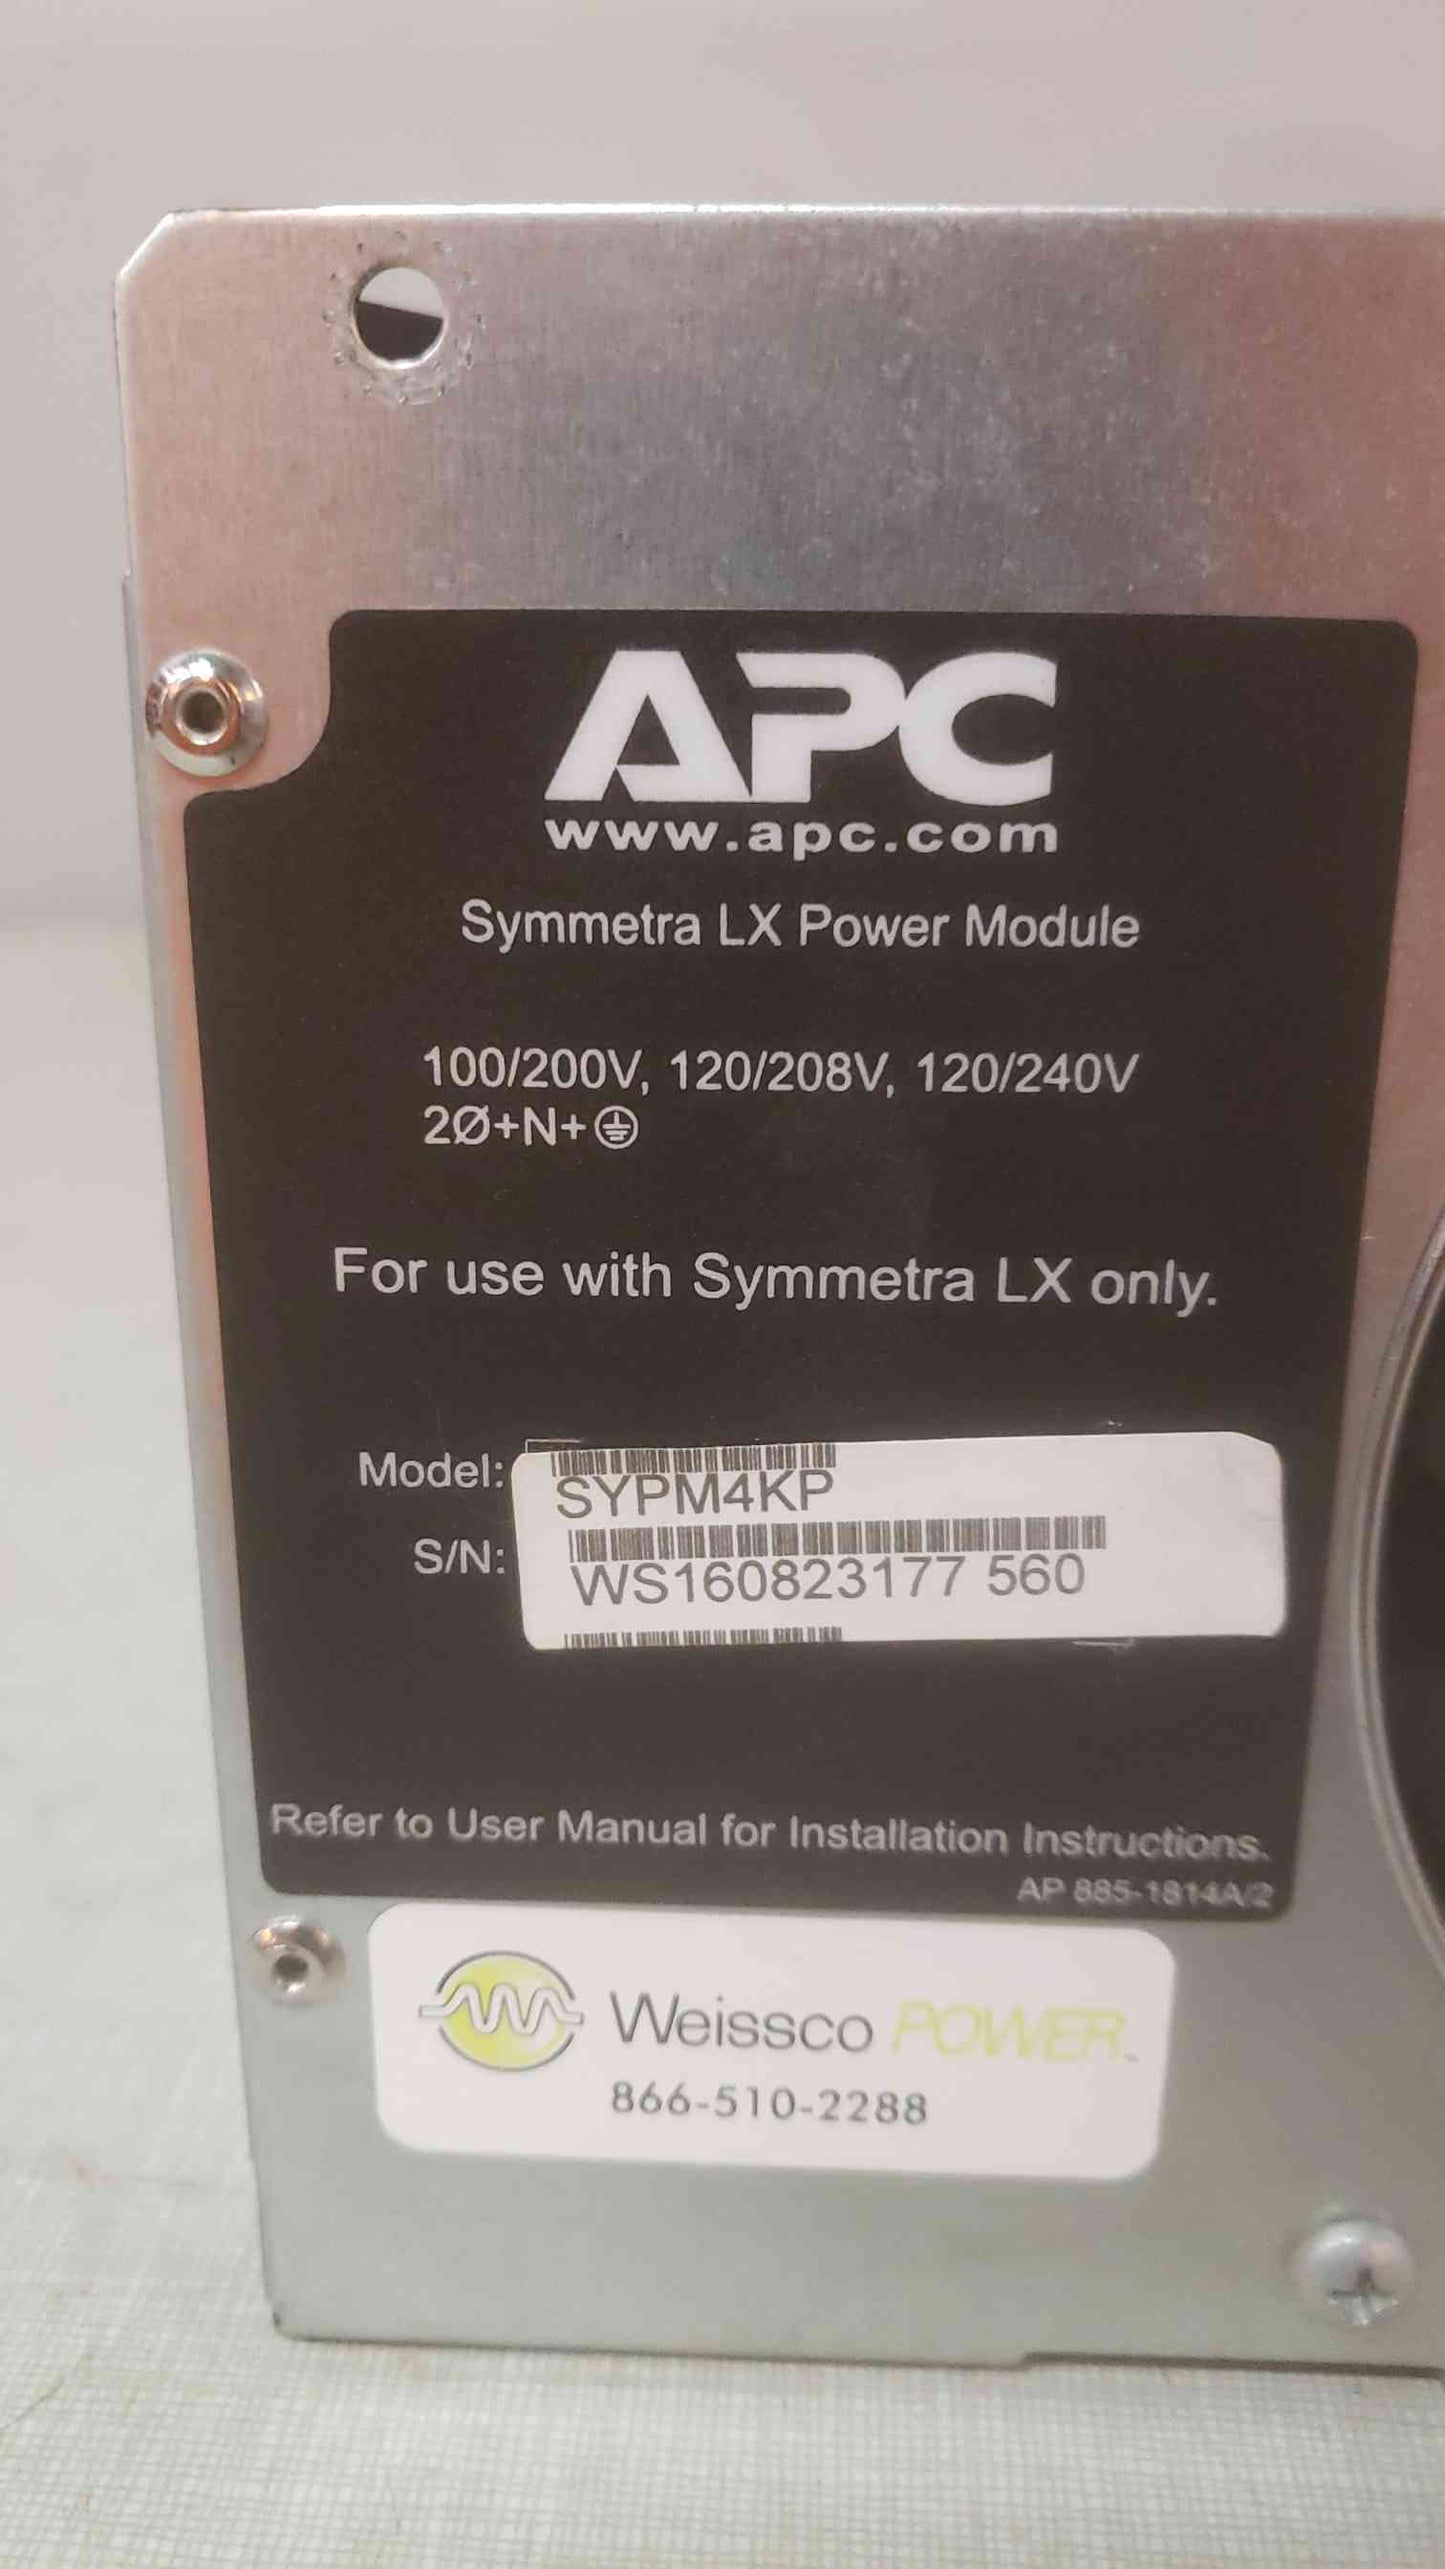 APC
www.apc.com
Symmetra LX Power Module
100/200V, 120/208V, 120/240V
2Ø+N+⏚
For use with Symmetra LX only.
Model: SYPM4KP
S/N: WS160823177 560
Refer to User Manual for Installation Instructions.
AP 885-1814A/2
Weissco POWER™
866-510-2288